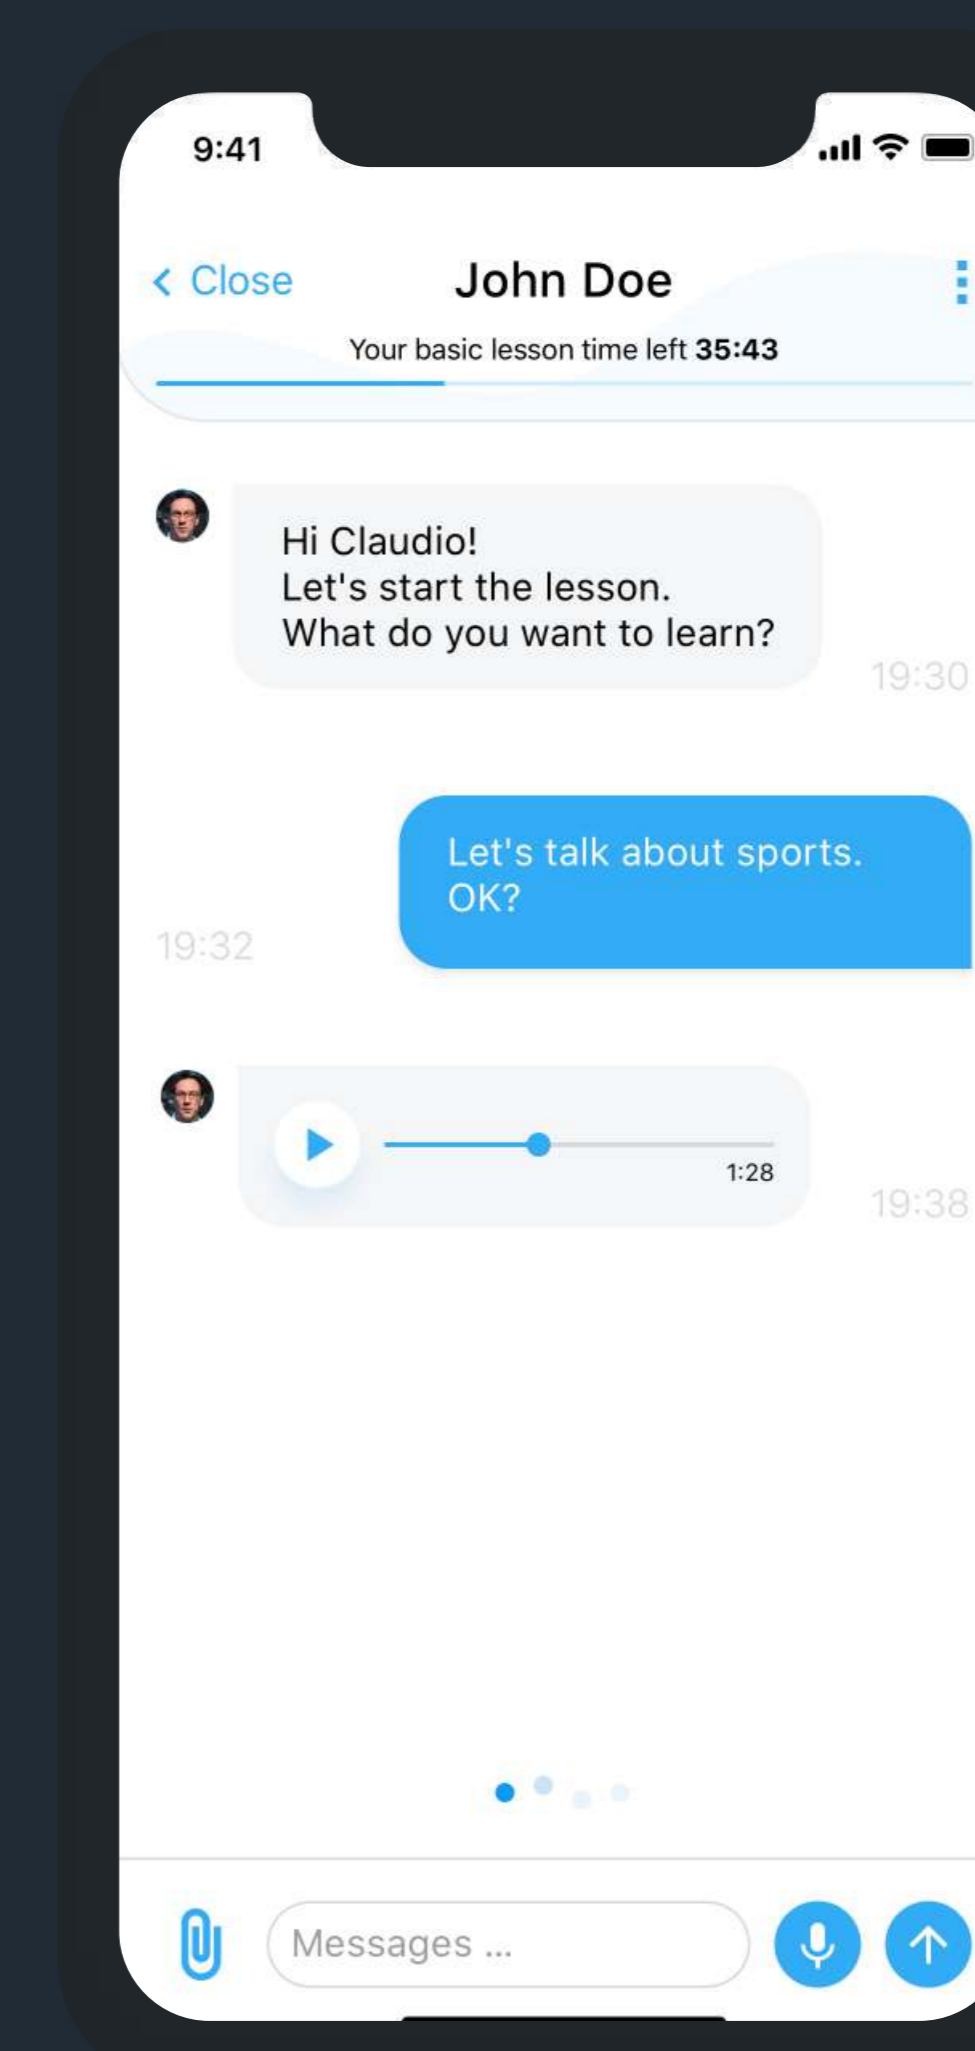 9:41
Close
John Doe
Your basic lesson time left 35:43
Hi Claudio!
Let's start the lesson.
What do you want to learn?
19:30
Let's talk about sports.
OK?
19:32
1:28
19:38
Messages ...